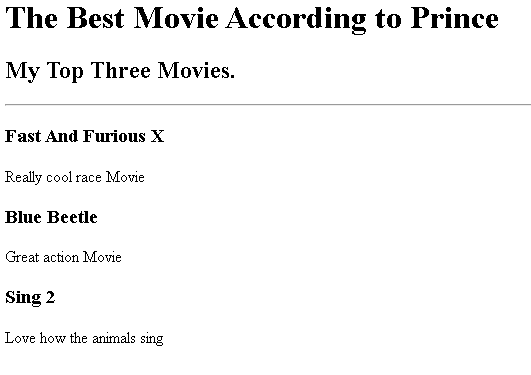 The Best Movie According to Prince
My Top Three Movies.
Fast And Furious X
Really cool race Movie
Blue Beetle
Great action Movie
Sing 2
Love how the animals sing